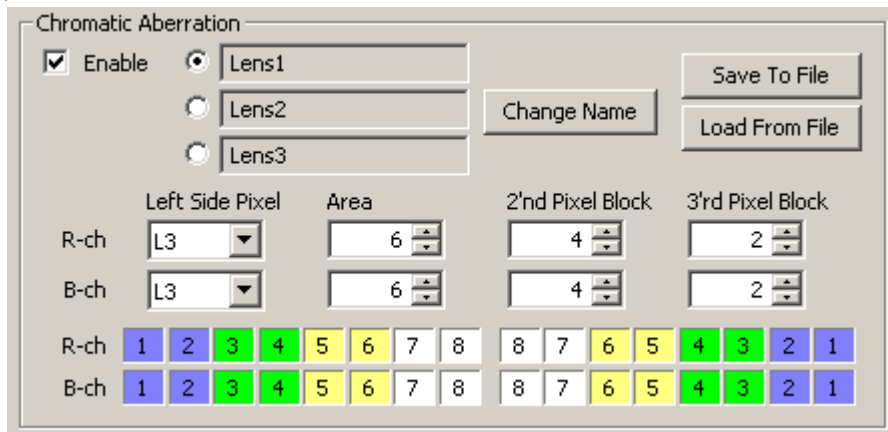 Chromatic Aberration
Enable Lens1
Save To File
Lens2 Change Name
Load From File
Lens3
Left Side Pixel Area 2'nd Pixel Block 3'rd Pixel Block
R-ch L3 6 4 2
B-ch L3 6 4 2
R-ch 1 2 3 4 5 6 7 8 8 7 6 5 4 3 2 1
B-ch 1 2 3 4 5 6 7 8 8 7 6 5 4 3 2 1